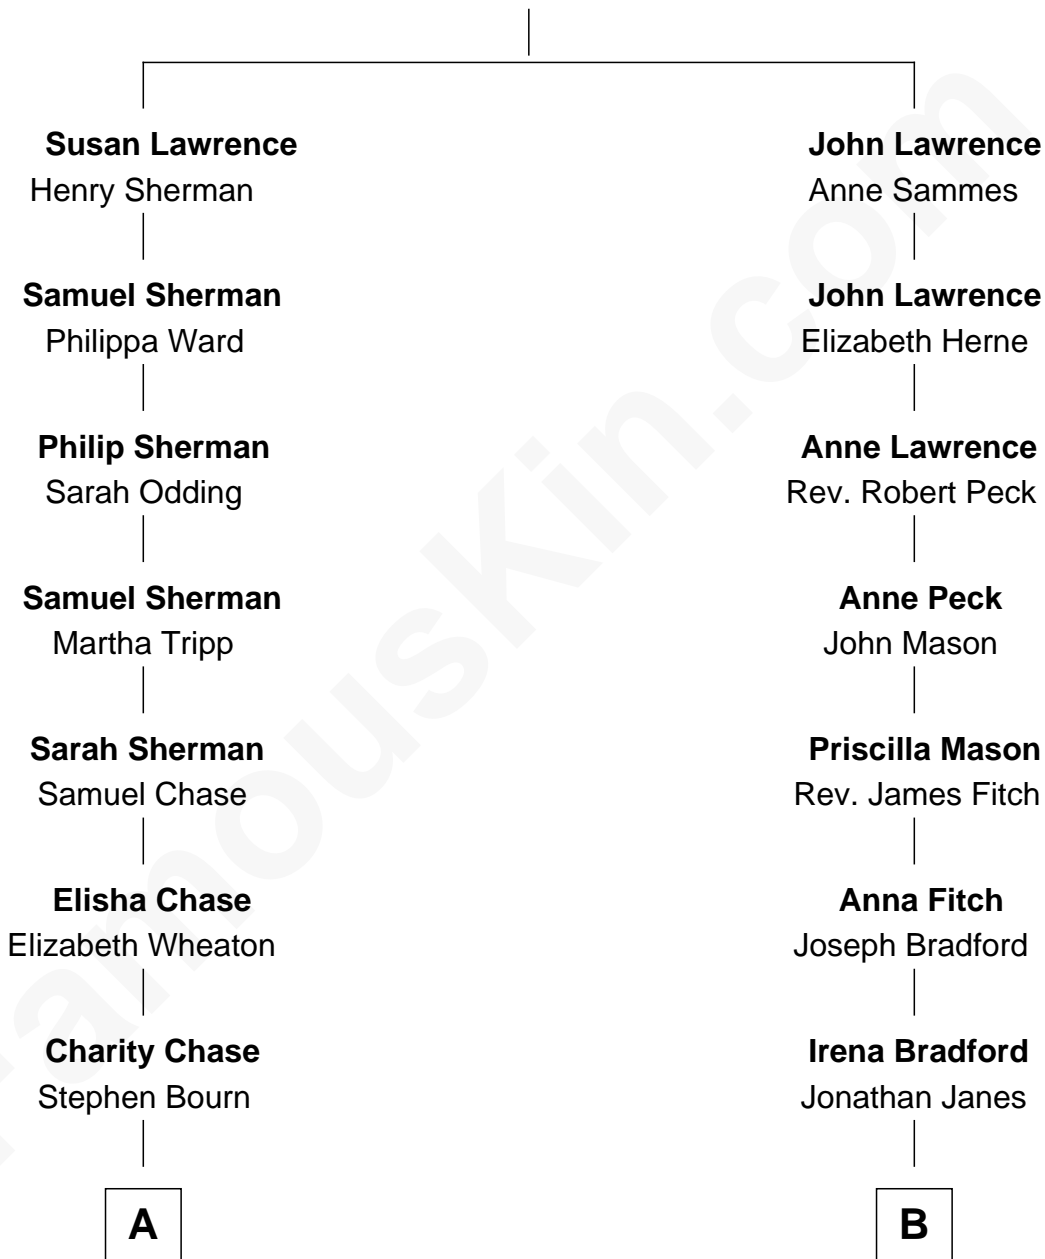 Susan Lawrence
Henry Sherman
John Lawrence
Anne Sammes
Samuel Sherman
Philippa Ward
John Lawrence
Elizabeth Herne
Philip Sherman
Sarah Odding
Anne Lawrence
Rev. Robert Peck
Samuel Sherman
Martha Tripp
Anne Peck
John Mason
Sarah Sherman
Samuel Chase
Priscilla Mason
Rev. James Fitch
Elisha Chase
Elizabeth Wheaton
Anna Fitch
Joseph Bradford
Charity Chase
Stephen Bourn
Irena Bradford
Jonathan Janes
A
B
FamousKin.com